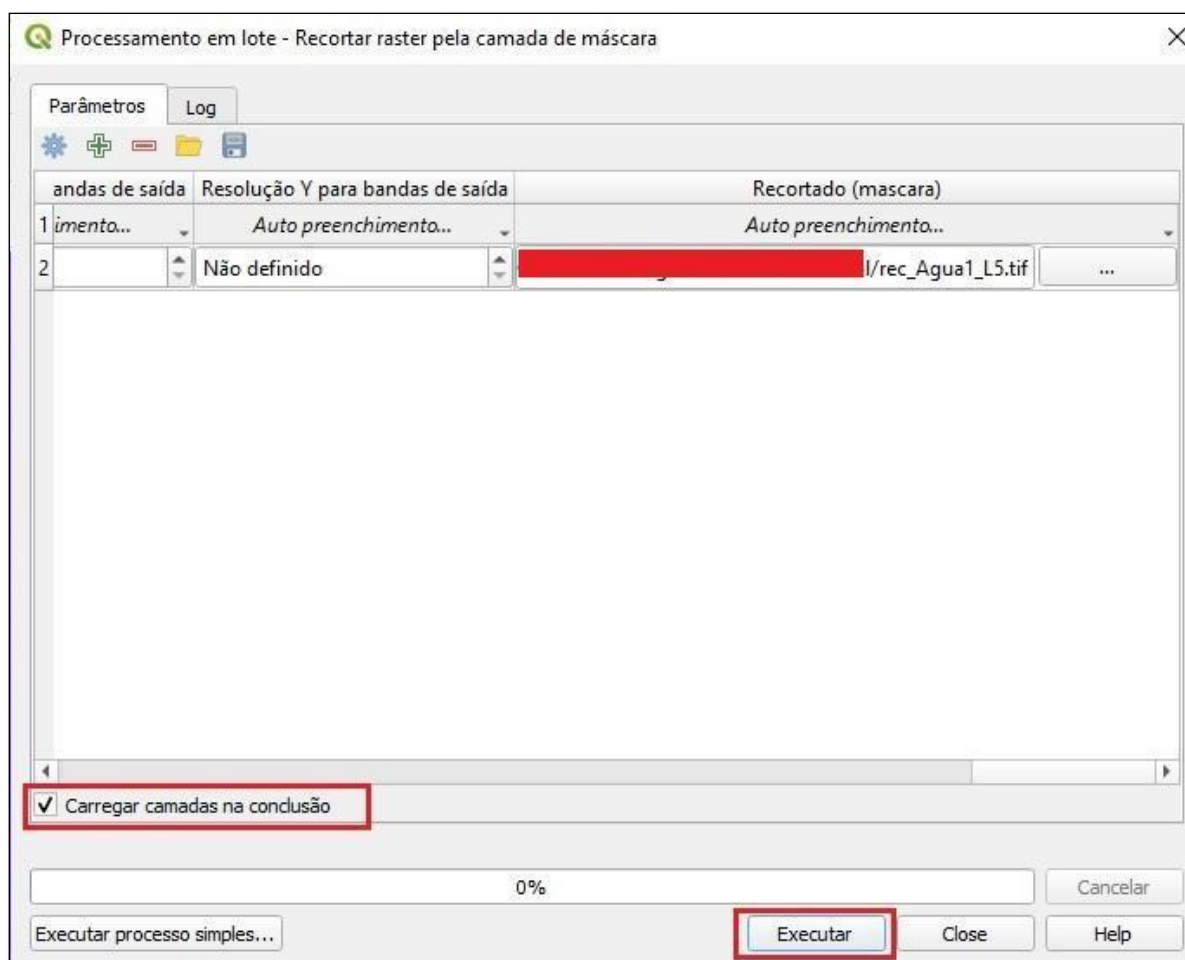 Processamento em lote - Recortar raster pela camada de máscara
Parâmetros Log
andas de saída Resolução Y para bandas de saída Recortado (mascara)
1 imento... Auto preenchimento... Auto preenchimento...
2 Não definido l/rec_Agua1_L5.tif ...
Carregar camadas na conclusão
0% Cancelar
Executar processo simples... Executar Close Help